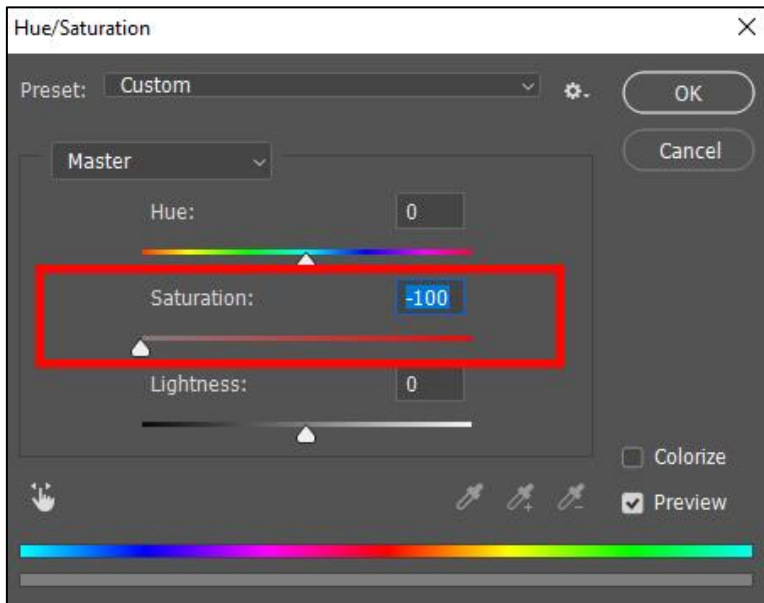 Hue/Saturation
Preset: Custom
OK
Cancel
Master
Hue: 0
Saturation: -100
Lightness: 0
Colorize
Preview